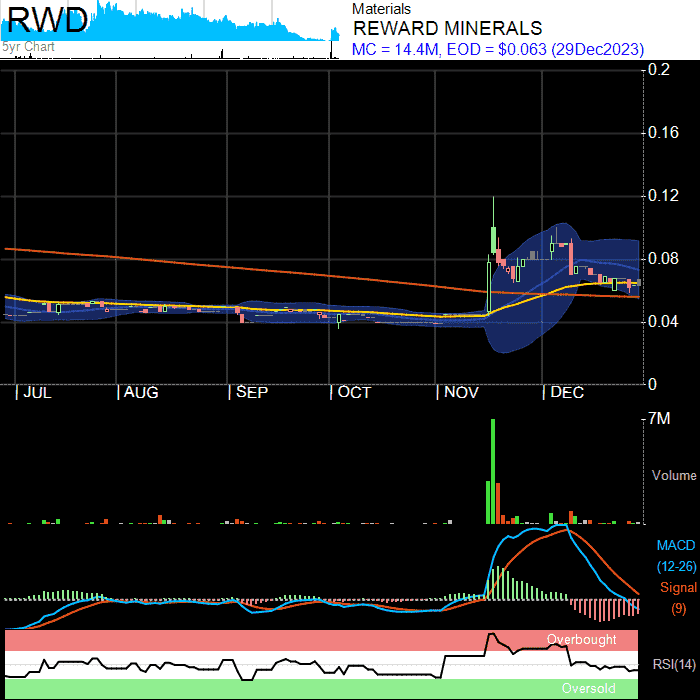 RWD
5yr Chart
Materials
REWARD MINERALS
MC = 14.4M, EOD = $0.063 (29Dec2023)
0.2
0.16
0.12
0.08
0.04
0
JUL AUG SEP OCT NOV DEC
7M
Volume
MACD
(12-26)
Signal
(9)
Overbought
RSI(14)
Oversold